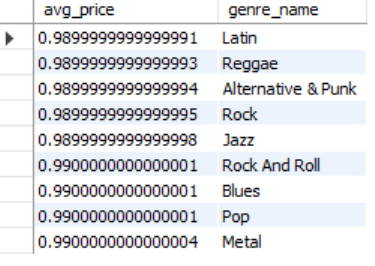 avg_price genre_name
0.9899999999999991 Latin
0.9899999999999993 Reggae
0.9899999999999994 Alternative & Punk
0.9899999999999995 Rock
0.9899999999999998 Jazz
0.9900000000000001 Rock And Roll
0.9900000000000001 Blues
0.9900000000000001 Pop
0.9900000000000004 Metal